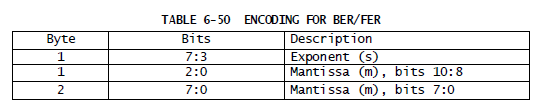 TABLE 6-50 ENCODING FOR BER/FER
Byte Bits Description
1 7:3 Exponent (s)
1 2:0 Mantissa (m), bits 10:8
2 7:0 Mantissa (m), bits 7:0